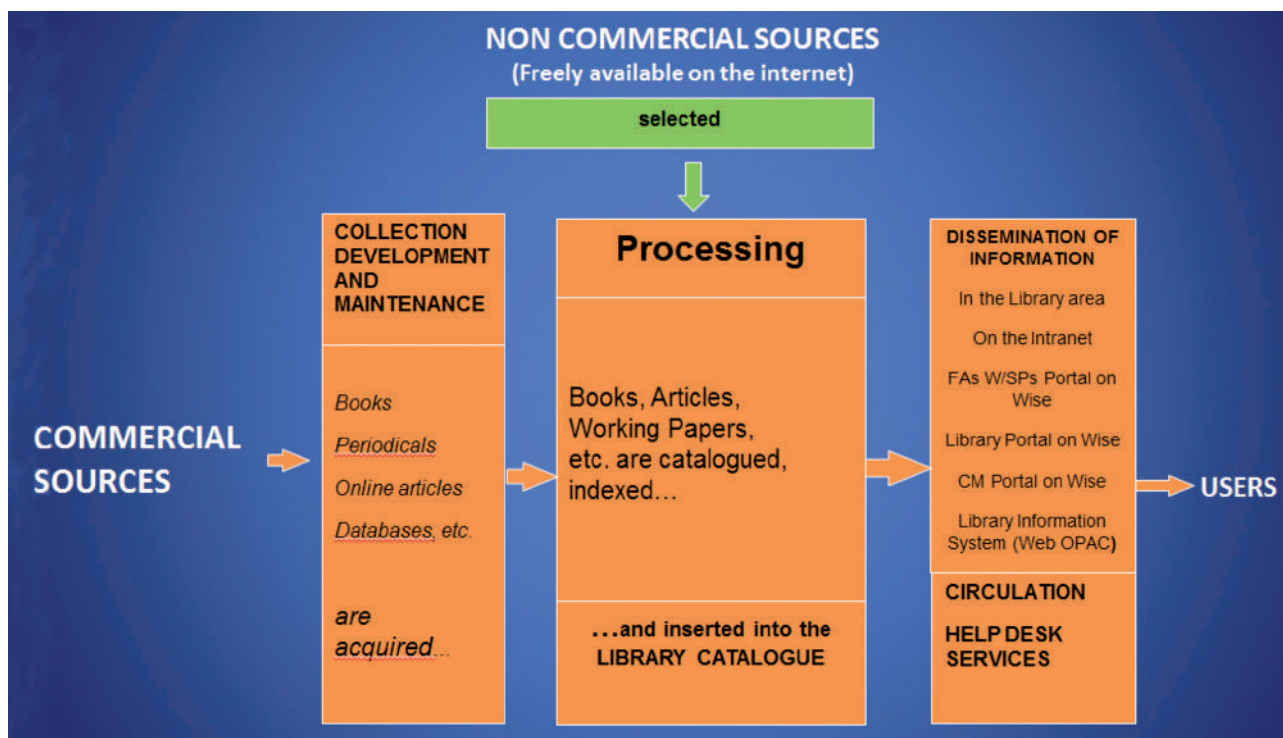 NON COMMERCIAL SOURCES
(Freely available on the internet)
selected
COMMERCIAL
SOURCES
COLLECTION
DEVELOPMENT
AND
MAINTENANCE
Books
Periodicals
Online articles
Databases, etc.
are
acquired...
Processing
Books, Articles,
Working Papers,
etc. are catalogued,
indexed...
...and inserted into the
LIBRARY CATALOGUE
DISSEMINATION OF
INFORMATION
In the Library area
On the Intranet
FAs W/SPs Portal on
Wise
Library Portal on Wise
CM Portal on Wise
Library Information
System (Web OPAC)
CIRCULATION
HELP DESK
SERVICES
USERS